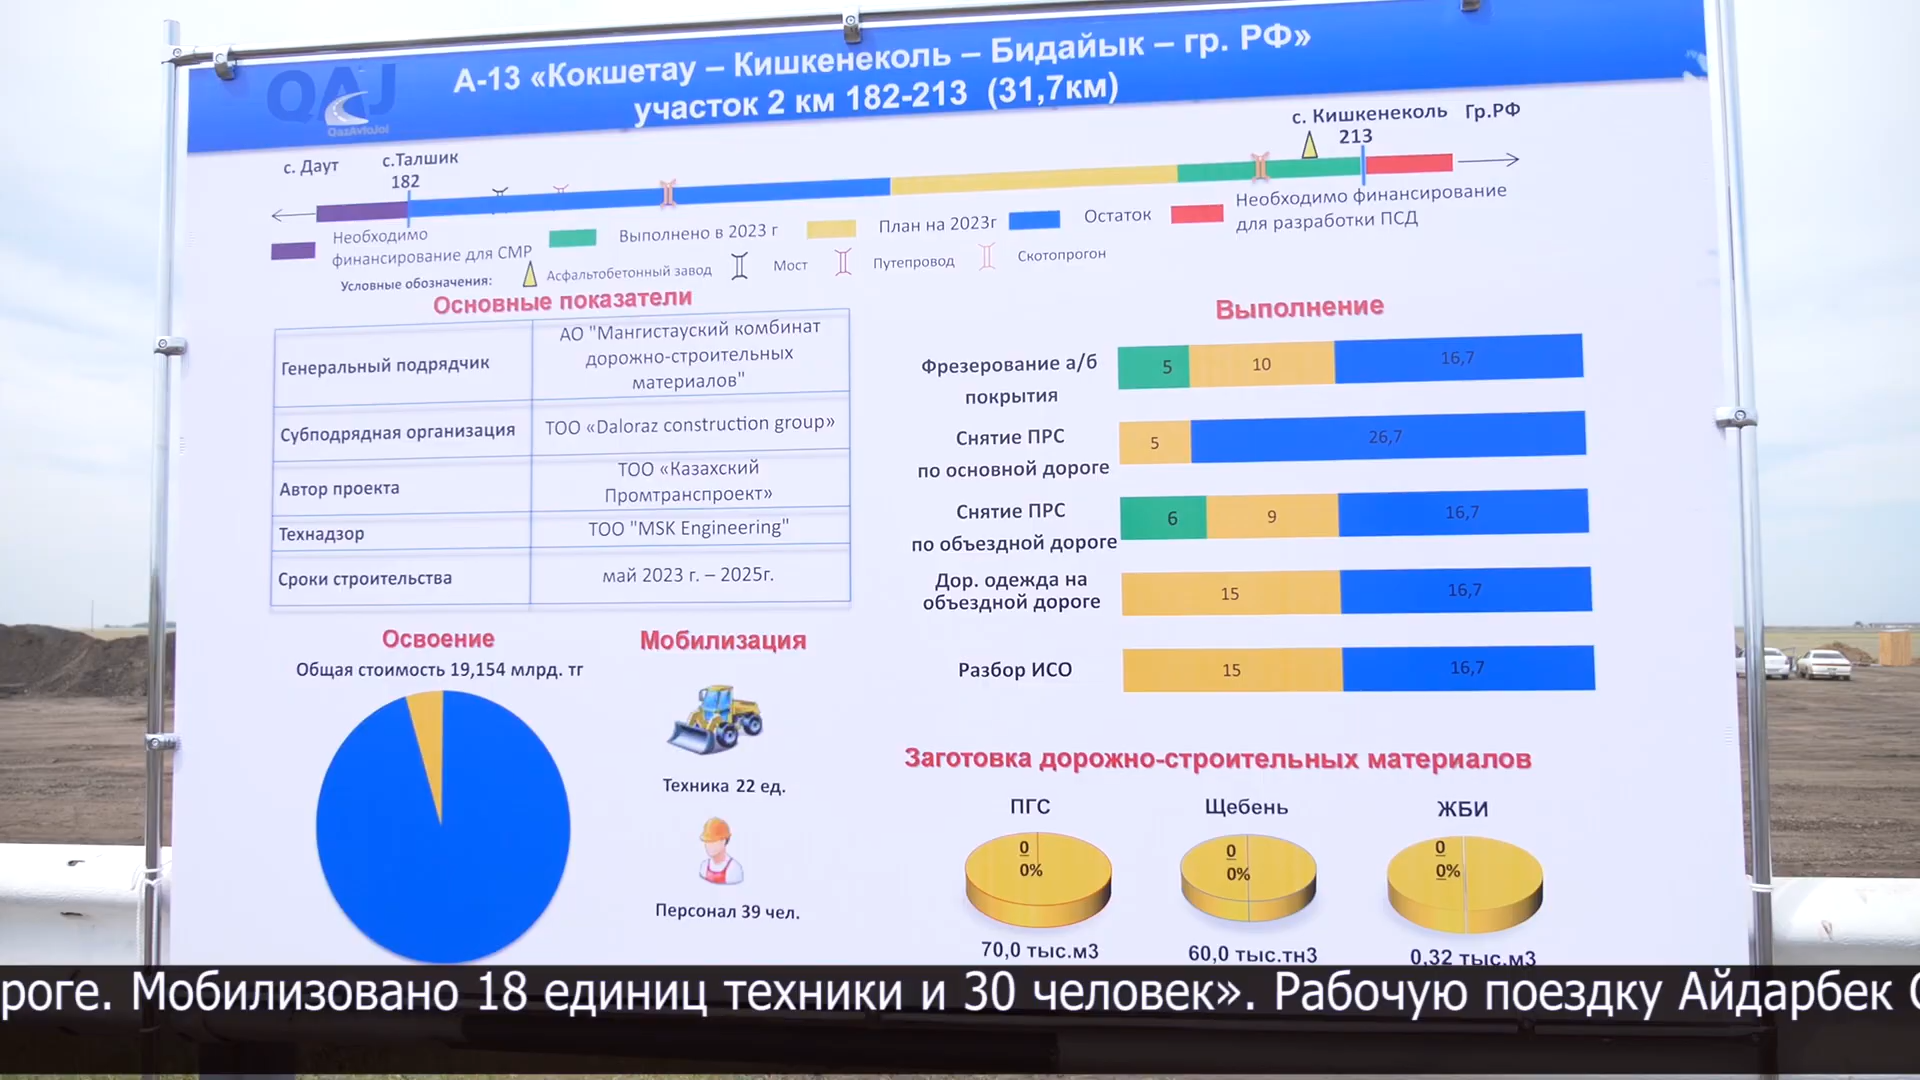 QAJ
QazAvtoJol
А-13 «Кокшетау – Кишкенеколь – Бидайык – гр. РФ»
участок 2 км 182-213 (31,7км)
с. Даут
с.Талшик
182
с. Кишкенеколь
213
Гр.РФ
Необходимо
финансирование для СМР
Выполнено в 2023 г
План на 2023г
Остаток
Необходимо финансирование
для разработки ПСД
Условные обозначения:
Асфальтобетонный завод
Мост
Путепровод
Скотопрогон
Основные показатели
Генеральный подрядчик
АО "Мангистауский комбинат
дорожно-строительных
материалов"
Субподрядная организация
ТОО «Daloraz construction group»
Автор проекта
ТОО «Казахский
Промтранспроект»
Технадзор
ТОО "MSK Engineering"
Сроки строительства
май 2023 г. – 2025г.
Выполнение
Фрезерование а/б
покрытия
5
10
16,7
Снятие ПРС
по основной дороге
5
26,7
Снятие ПРС
по объездной дороге
6
9
16,7
Дор. одежда на
объездной дороге
15
16,7
Разбор ИСО
15
16,7
Освоение
Общая стоимость 19,154 млрд. тг
Мобилизация
Техника 22 ед.
Персонал 39 чел.
Заготовка дорожно-строительных материалов
ПГС
0
0%
70,0 тыс.м3
Щебень
0
0%
60,0 тыс.тн3
ЖБИ
0
0%
0,32 тыс.м3
роге. Мобилизовано 18 единиц техники и 30 человек». Рабочую поездку Айдарбек